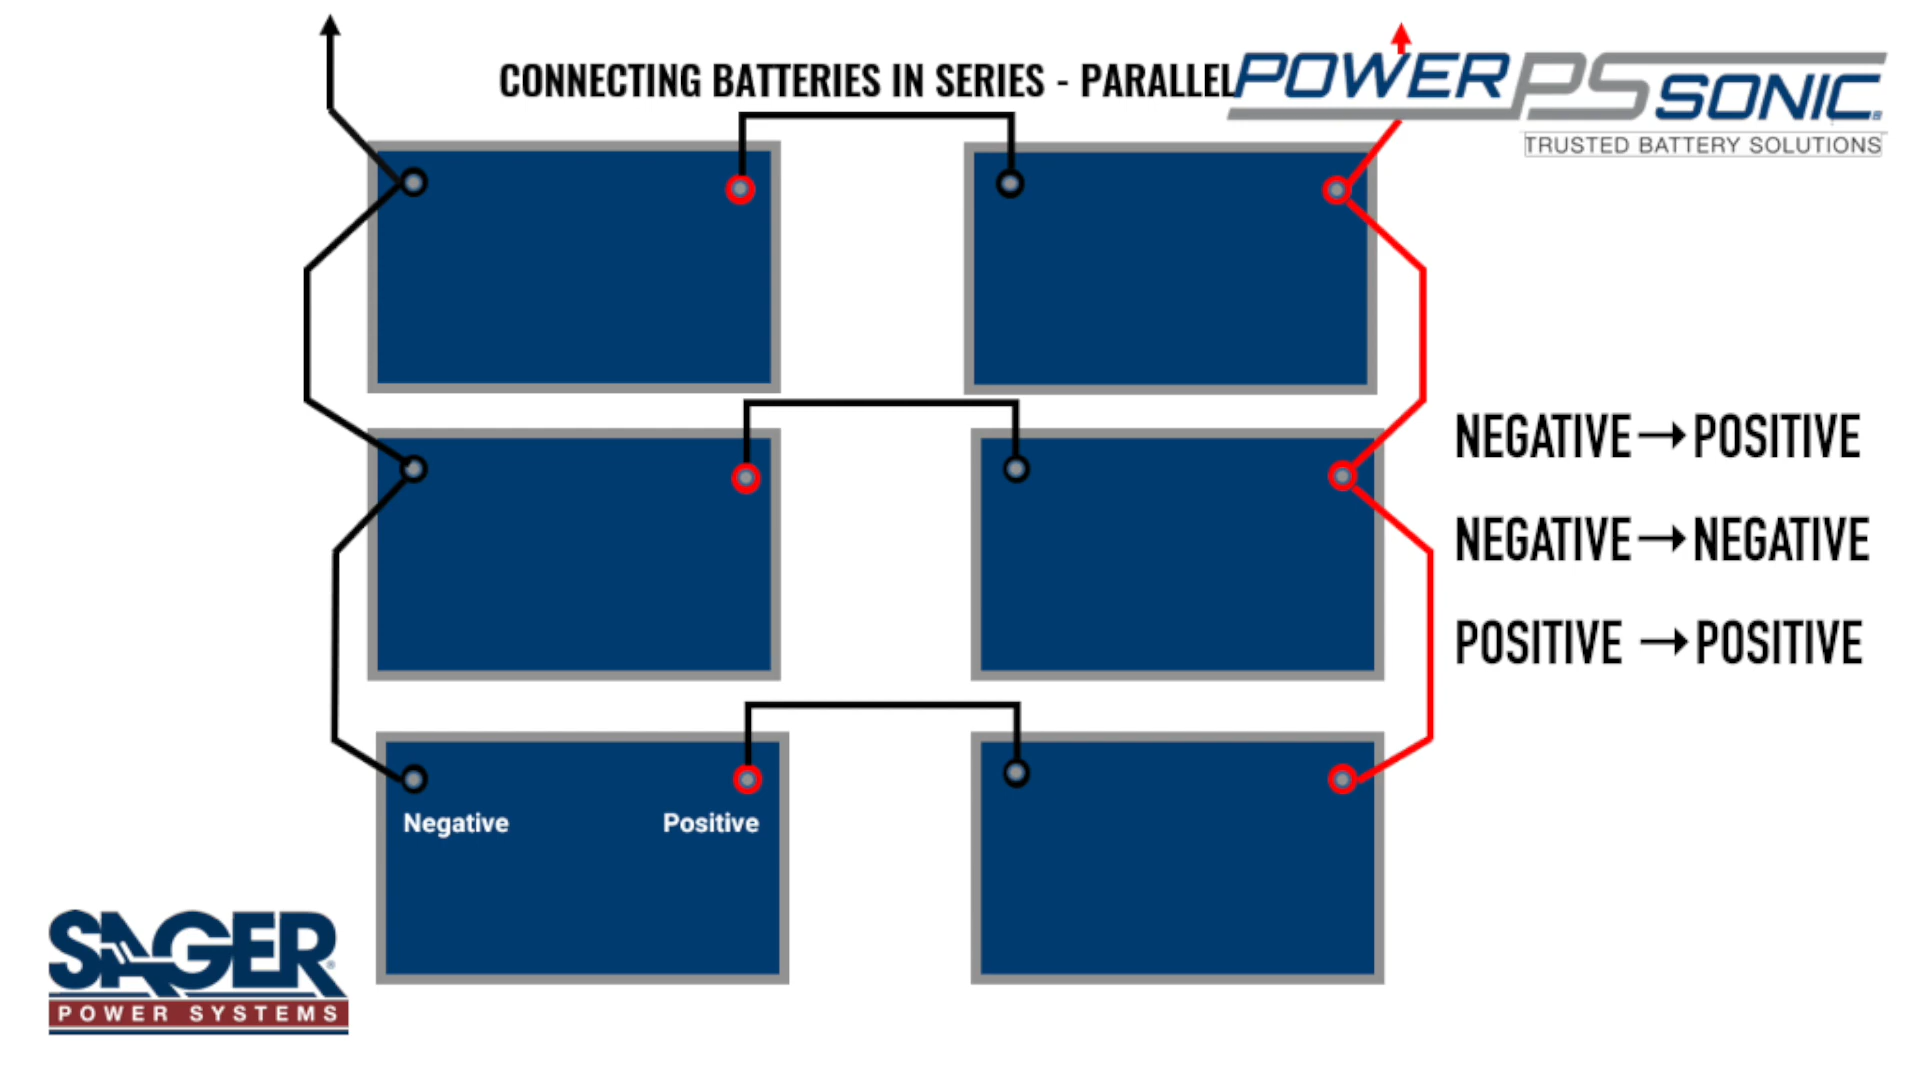 CONNECTING BATTERIES IN SERIES - PARALLEL
POWER PS SONIC
TRUSTED BATTERY SOLUTIONS
NEGATIVE→POSITIVE
NEGATIVE→NEGATIVE
POSITIVE →POSITIVE
Negative Positive
SAGER®
POWER SYSTEMS